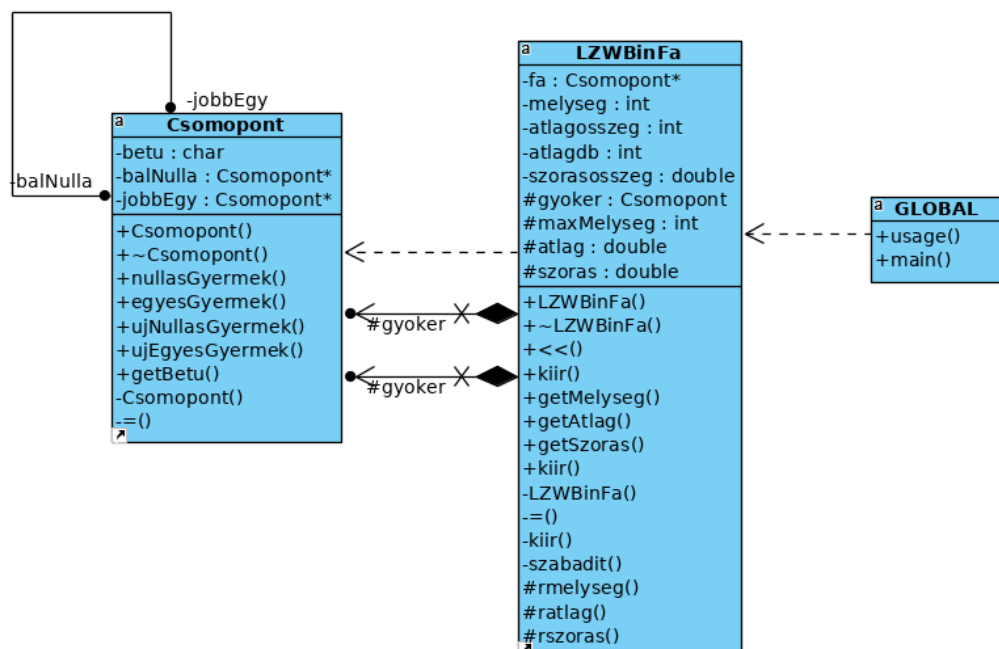 -jobbEgy
-balNulla
a
Csomopont
-betu : char
-balNulla : Csomopont*
-jobbEgy : Csomopont*
+Csomopont()
+~Csomopont()
+nullasGyermek()
+egyesGyermek()
+ujNullasGyermek()
+ujEgyesGyermek()
+getBetu()
-Csomopont()
-=()
#gyoker
#gyoker
a
LZWBinFa
-fa : Csomopont*
-melyseg : int
-atlagosszeg : int
-atlagdb : int
-szorasosszeg : double
#gyoker : Csomopont
#maxMelyseg : int
#atlag : double
#szoras : double
+LZWBinFa()
+~LZWBinFa()
+<<()
+kiir()
+getMelyseg()
+getAtlag()
+getSzoras()
+kiir()
-LZWBinFa()
-=()
-kiir()
-szabadit()
#rmelyseg()
#ratlag()
#rszoras()
a
GLOBAL
+usage()
+main()